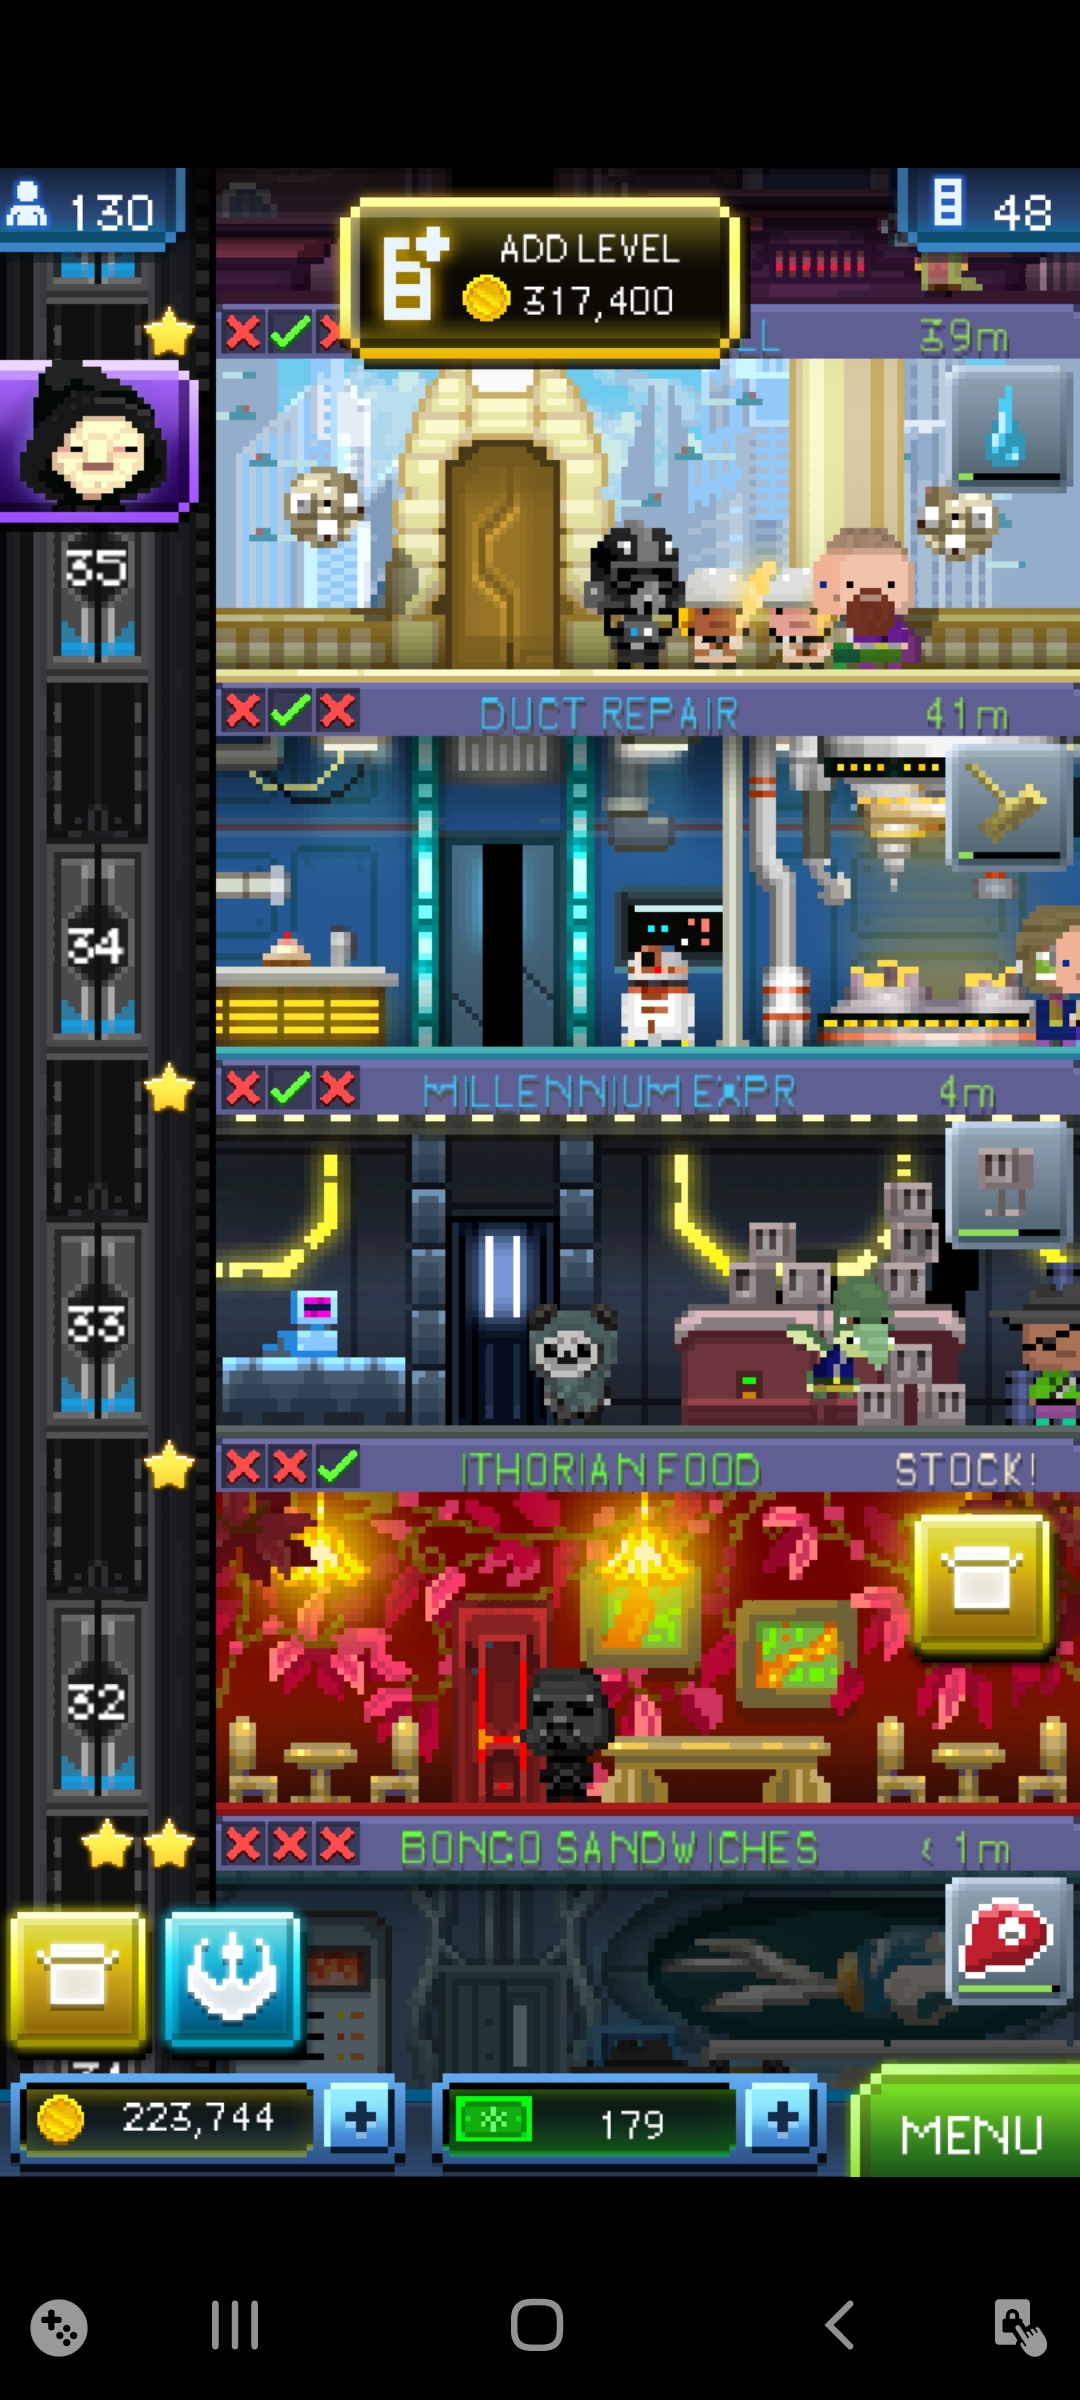 130
48
ADD LEVEL
317,400
LL 39m
35
DUCT REPAIR 41m
34
MILLENNIUM EXPR 4m
33
ITHORIAN FOOD STOCK!
32
BONGO SANDWICHES < 1m
223,744
179
MENU